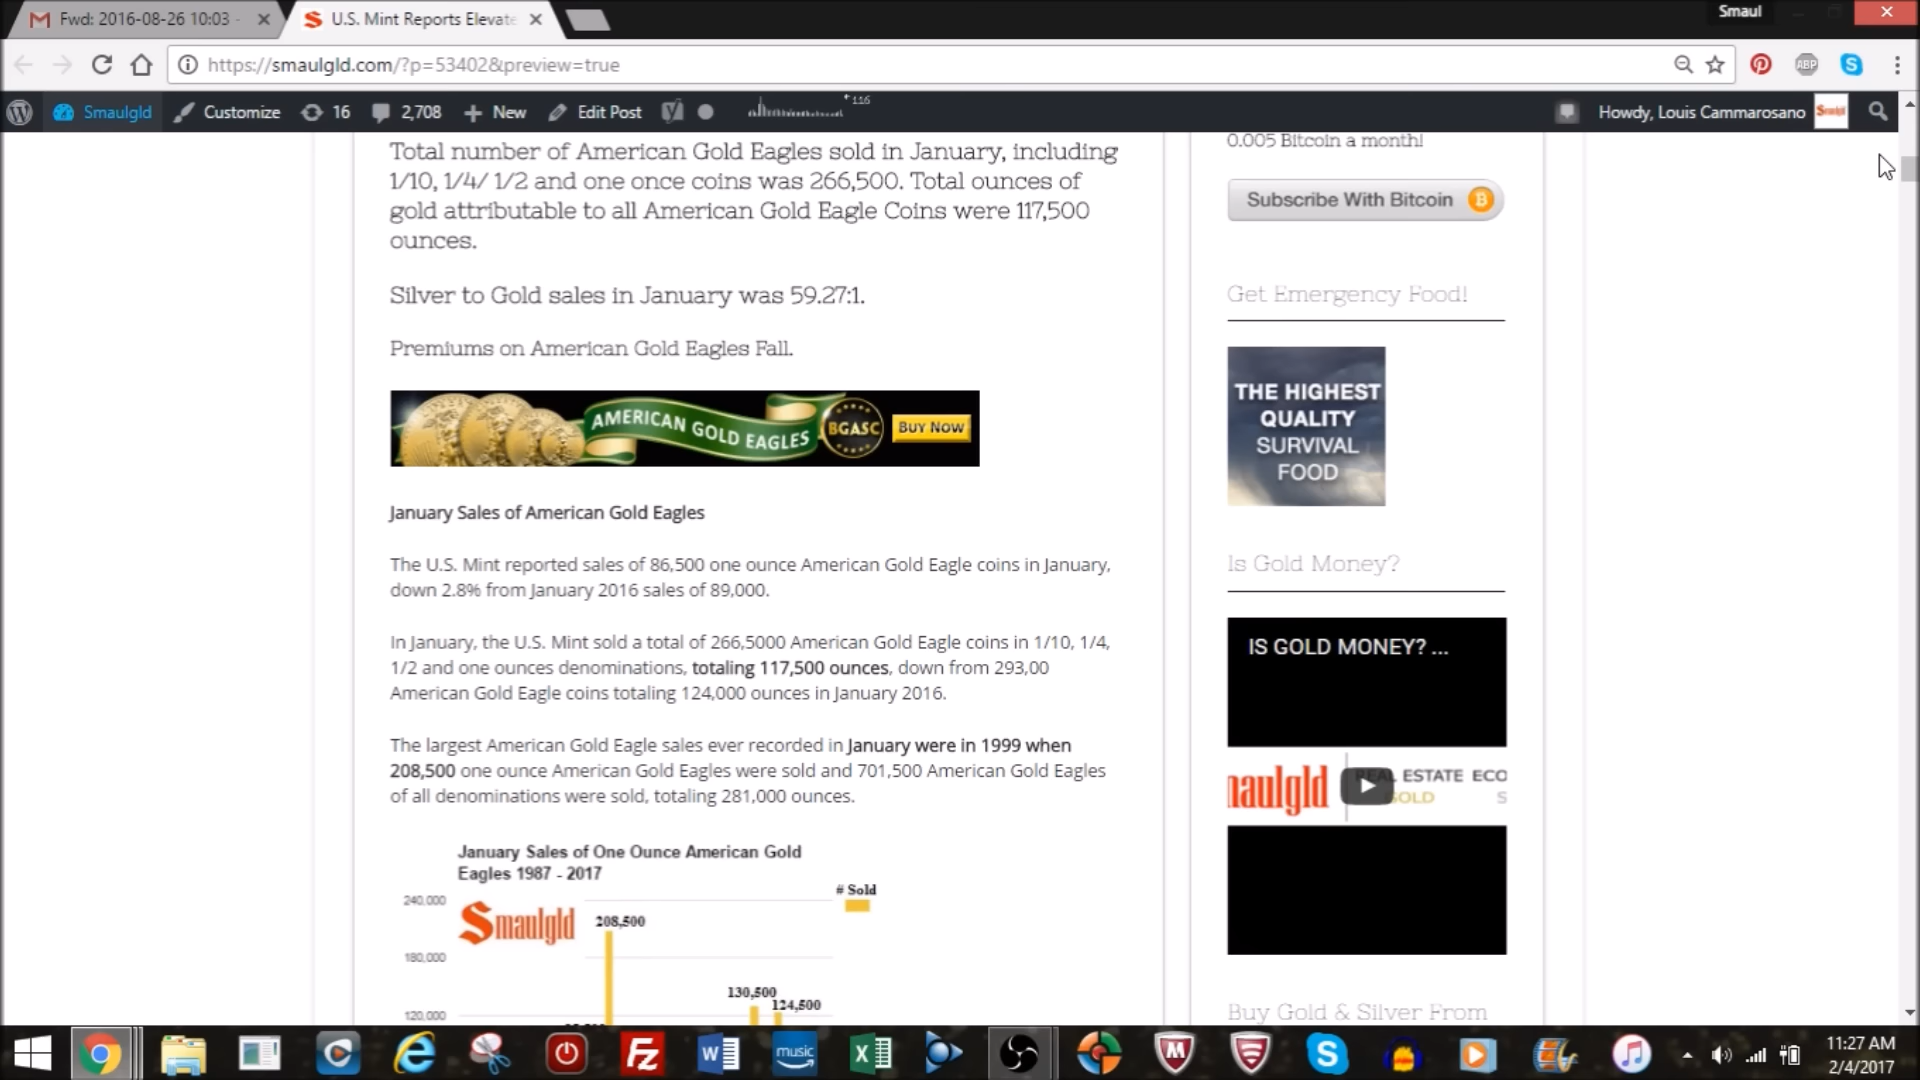 Fwd: 2016-08-26 10:03 -
U.S. Mint Reports Elevate
Smaul
https://smaulgld.com/?p=53402&preview=true
ABP
Smaulgld
Customize
16
2,708
New
Edit Post
116
Howdy, Louis Cammarosano
Total number of American Gold Eagles sold in January, including
1/10, 1/4/ 1/2 and one once coins was 266,500. Total ounces of
gold attributable to all American Gold Eagle Coins were 117,500
ounces.
Silver to Gold sales in January was 59.27:1.
Premiums on American Gold Eagles Fall.
AMERICAN GOLD EAGLES
BGASC
BUY NOW
January Sales of American Gold Eagles
The U.S. Mint reported sales of 86,500 one ounce American Gold Eagle coins in January,
down 2.8% from January 2016 sales of 89,000.
In January, the U.S. Mint sold a total of 266,5000 American Gold Eagle coins in 1/10, 1/4,
1/2 and one ounces denominations, totaling 117,500 ounces, down from 293,00
American Gold Eagle coins totaling 124,000 ounces in January 2016.
The largest American Gold Eagle sales ever recorded in January were in 1999 when
208,500 one ounce American Gold Eagles were sold and 701,500 American Gold Eagles
of all denominations were sold, totaling 281,000 ounces.
January Sales of One Ounce American Gold
Eagles 1987 - 2017
# Sold
240,000
Smaulgld
208,500
180,000
130,500
124,500
120,000
0.005 Bitcoin a month!
Subscribe With Bitcoin
Get Emergency Food!
THE HIGHEST
QUALITY
SURVIVAL
FOOD
Is Gold Money?
IS GOLD MONEY? ...
maulgld
REAL ESTATE ECO
GOLD
S
Buy Gold & Silver From
music
11:27 AM
2/4/2017